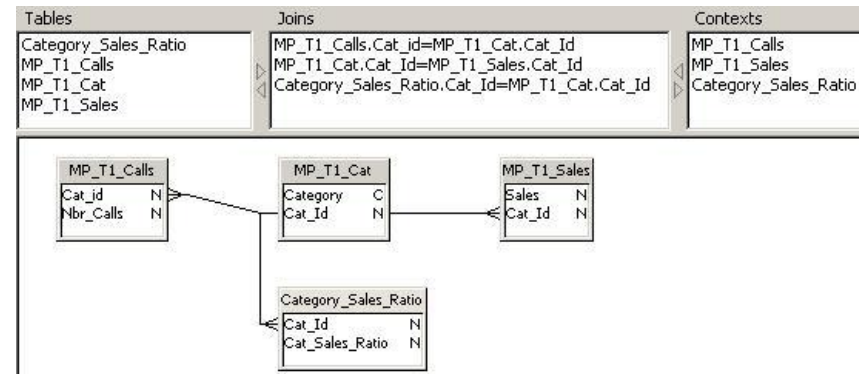 Tables
Joins
Contexts
Category_Sales_Ratio
MP_T1_Calls
MP_T1_Cat
MP_T1_Sales
MP_T1_Calls.Cat_id=MP_T1_Cat.Cat_Id
MP_T1_Cat.Cat_Id=MP_T1_Sales.Cat_Id
Category_Sales_Ratio.Cat_Id=MP_T1_Cat.Cat_Id
MP_T1_Calls
MP_T1_Sales
Category_Sales_Ratio
MP_T1_Calls
Cat_id N
Nbr_Calls N
MP_T1_Cat
Category C
Cat_Id N
MP_T1_Sales
Sales N
Cat_Id N
Category_Sales_Ratio
Cat_Id N
Cat_Sales_Ratio N